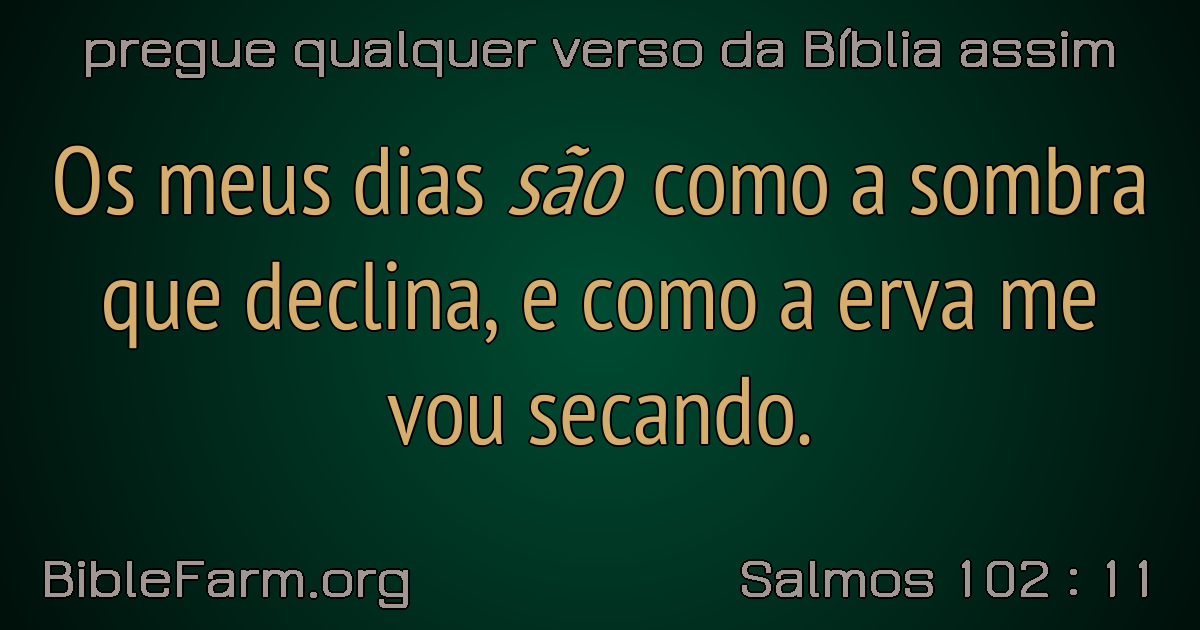 pregue qualquer verso da Bíblia assim
Os meus dias são como a sombra
que declina, e como a erva me
vou secando.
BibleFarm.org
Salmos 102 : 11